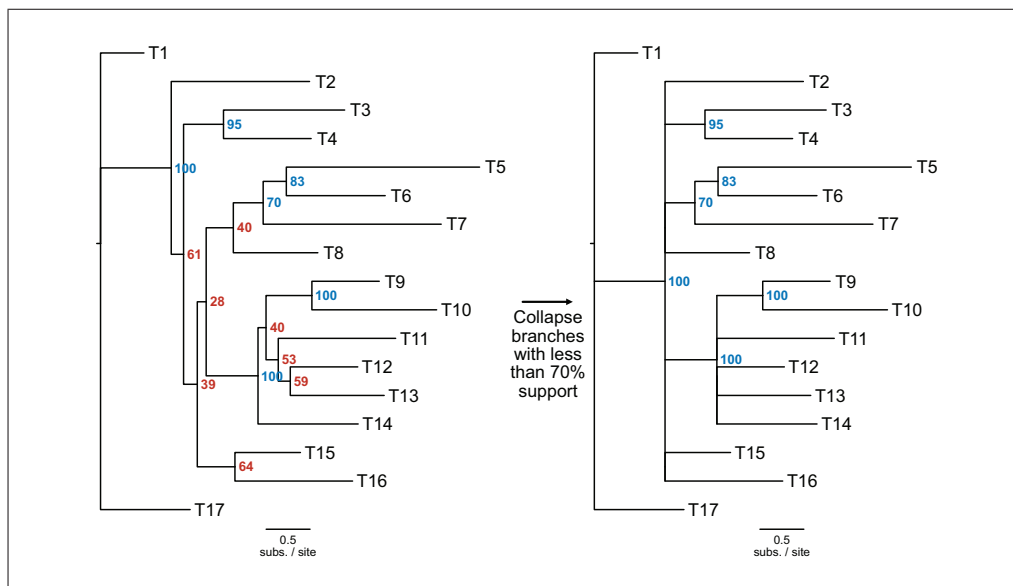 T1
T2
T3
95
T4
100
T5
83
T6
70
T7
40
T8
61
T9
100
28
T10
40
T11
53
T12
100
59
39
T13
T14
T15
64
T16
T17
0.5
subs. / site
Collapse
branches
with less
than 70%
support
T1
T2
T3
95
T4
T5
83
T6
70
T7
T8
100
T9
100
T10
T11
100
T12
T13
T14
T15
T16
T17
0.5
subs. / site